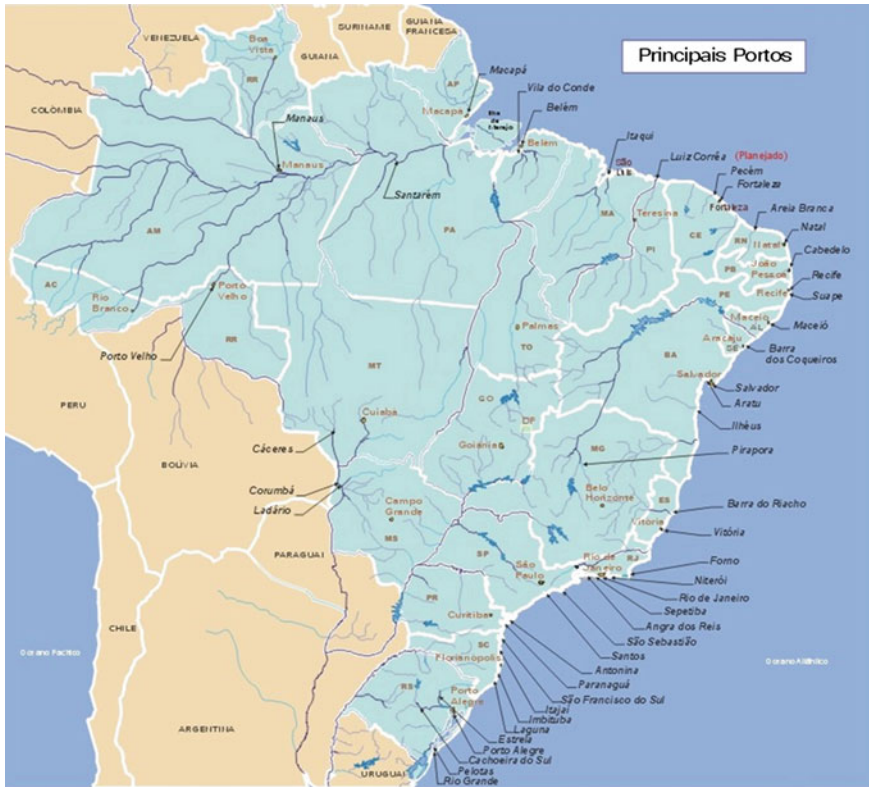 Principais Portos
VENEZUELA
SURINAME
GUIANA
FRANCESA
GUIANA
COLÔMBIA
Boa
Vista
RR
AP
Macapá
Macapá
Vila do Conde
Belém
Ilha
de
Marajó
Belém
Itaqui
São
Luiz Corrêa
(Planejado)
Pecém
Fortaleza
Fortaleza
Areia Branca
Natal
Natal
Cabedelo
João
Pessoa
Recife
Recife
Suape
Maceió
Maceió
AL
Aracaju
SE
Barra
dos Coqueiros
Manaus
Manaus
Santarém
AM
PA
MA
Teresina
PI
CE
RN
PB
PE
AC
Rio
Branco
Porto
Velho
RR
Porto Velho
Palmas
TO
MT
BA
Salvador
Salvador
Aratu
Ilhéus
PERU
BOLÍVIA
Cuiabá
Cáceres
GO
DF
Goiânia
MG
Pirapora
Belo
Horizonte
ES
Barra do Riacho
Vitória
Vitória
Corumbá
Ladário
Campo
Grande
MS
PARAGUAI
SP
São
Paulo
Rio de
Janeiro
RJ
Forno
Niterói
Rio de Janeiro
Sepetiba
Angra dos Reis
São Sebastião
Santos
PR
Curitiba
Antonina
Paranaguá
São Francisco do Sul
Itajaí
Imbituba
Laguna
SC
Florianópolis
RS
Porto
Alegre
Estrela
Porto Alegre
Cachoeira do Sul
Pelotas
Rio Grande
CHILE
ARGENTINA
URUGUAI
Oceano Pacífico
Oceano Atlântico